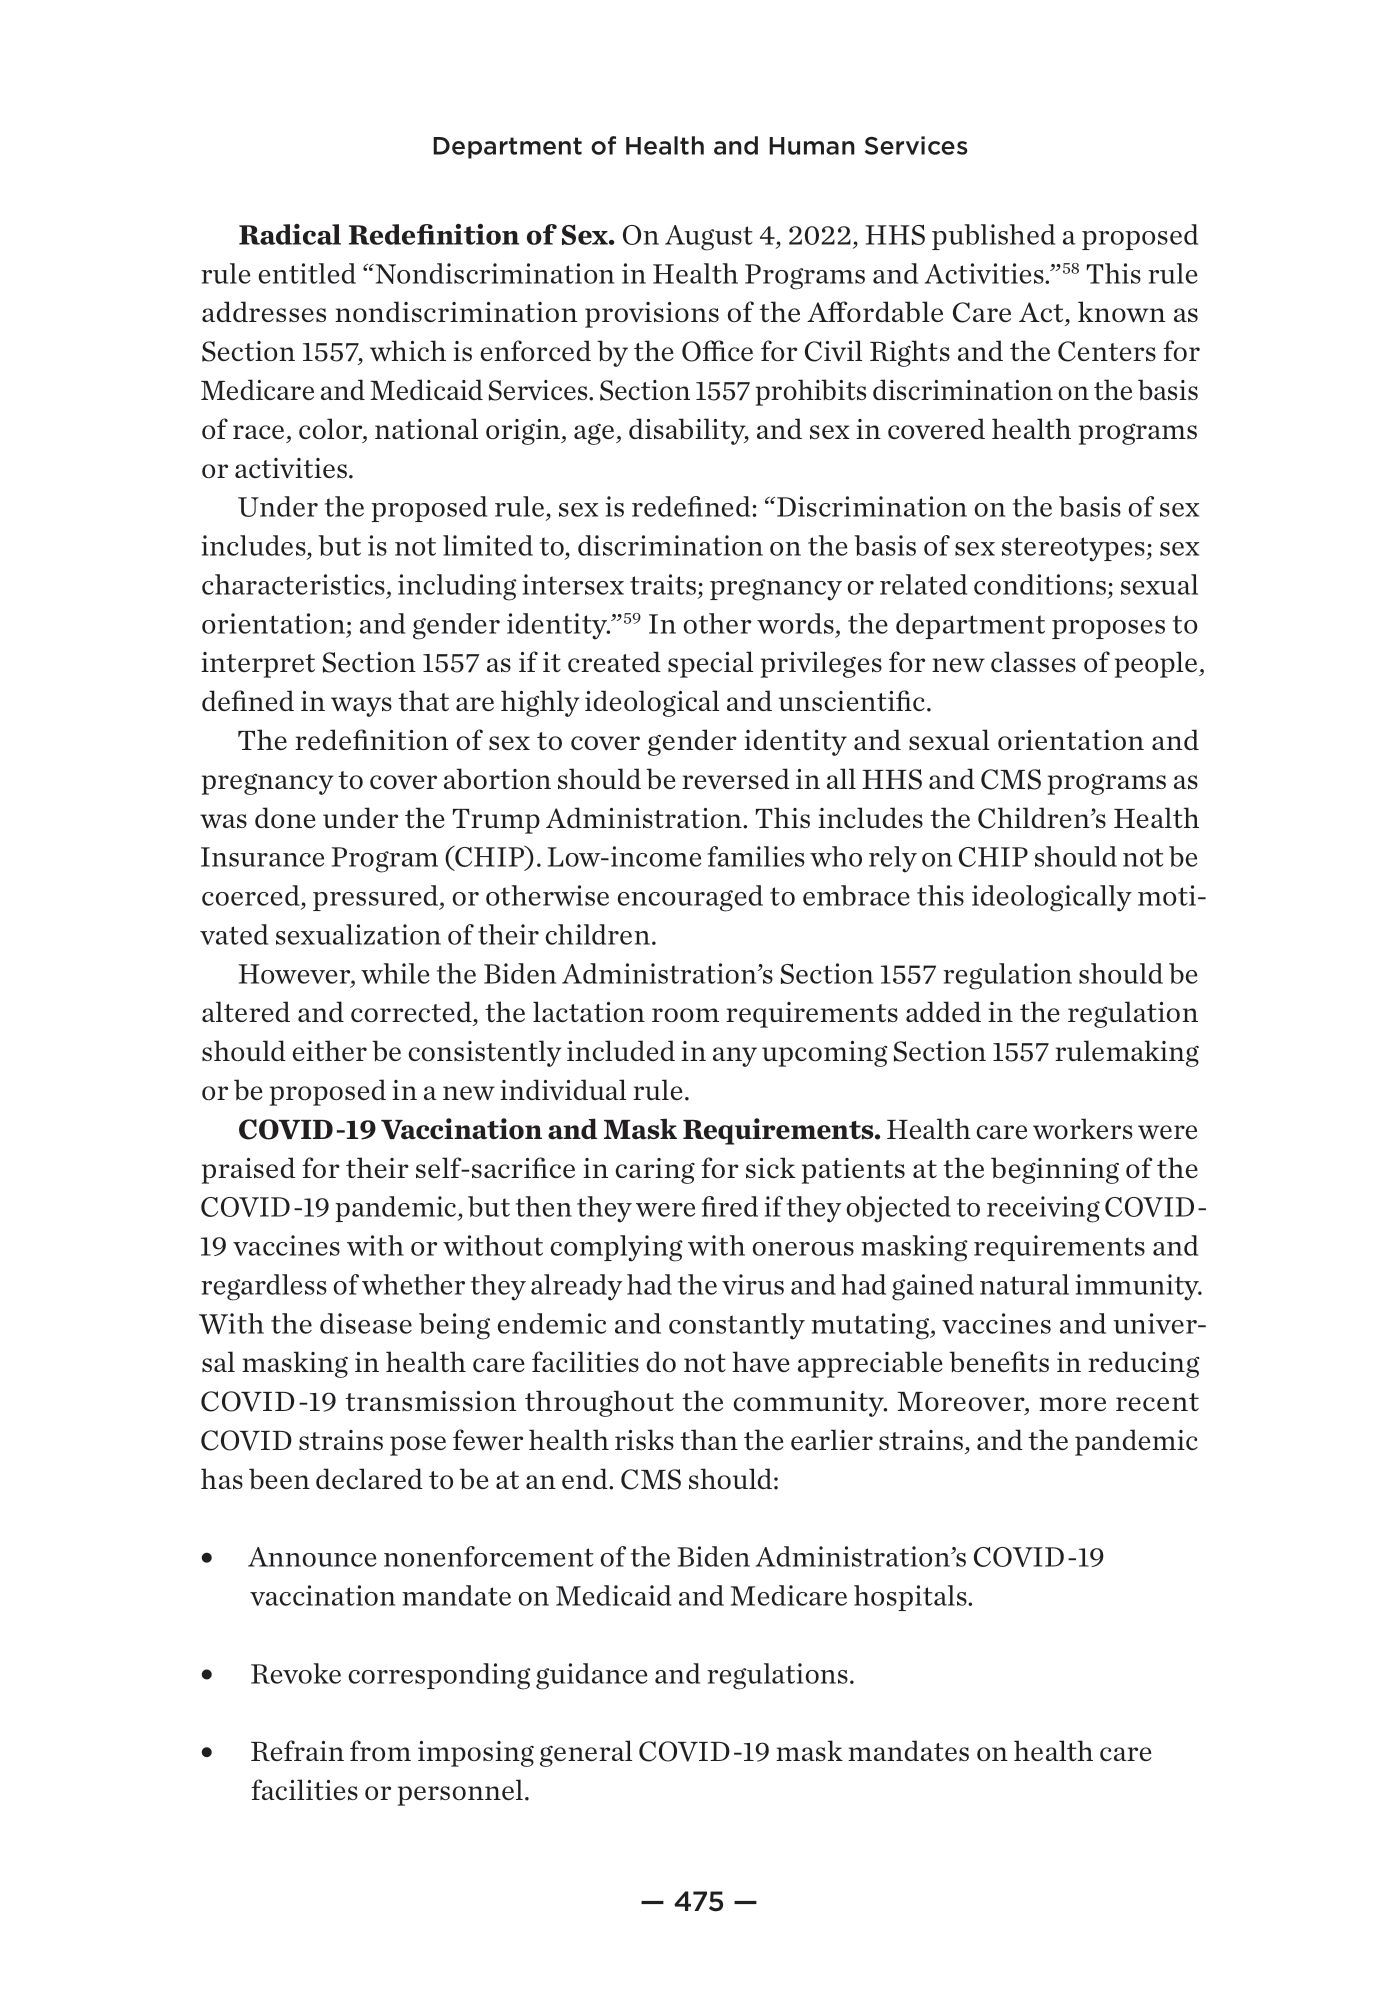 Department of Health and Human Services
Radical Redefinition of Sex. On August 4, 2022, HHS published a proposed
rule entitled “Nondiscrimination in Health Programs and Activities.”58 This rule
addresses nondiscrimination provisions of the Affordable Care Act, known as
Section 1557, which is enforced by the Office for Civil Rights and the Centers for
Medicare and Medicaid Services. Section 1557 prohibits discrimination on the basis
of race, color, national origin, age, disability, and sex in covered health programs
or activities.
Under the proposed rule, sex is redefined: “Discrimination on the basis of sex
includes, but is not limited to, discrimination on the basis of sex stereotypes; sex
characteristics, including intersex traits; pregnancy or related conditions; sexual
orientation; and gender identity.”59 In other words, the department proposes to
interpret Section 1557 as if it created special privileges for new classes of people,
defined in ways that are highly ideological and unscientific.
The redefinition of sex to cover gender identity and sexual orientation and
pregnancy to cover abortion should be reversed in all HHS and CMS programs as
was done under the Trump Administration. This includes the Children’s Health
Insurance Program (CHIP). Low-income families who rely on CHIP should not be
coerced, pressured, or otherwise encouraged to embrace this ideologically moti-
vated sexualization of their children.
However, while the Biden Administration’s Section 1557 regulation should be
altered and corrected, the lactation room requirements added in the regulation
should either be consistently included in any upcoming Section 1557 rulemaking
or be proposed in a new individual rule.
COVID-19 Vaccination and Mask Requirements. Health care workers were
praised for their self-sacrifice in caring for sick patients at the beginning of the
COVID-19 pandemic, but then they were fired if they objected to receiving COVID-
19 vaccines with or without complying with onerous masking requirements and
regardless of whether they already had the virus and had gained natural immunity.
With the disease being endemic and constantly mutating, vaccines and univer-
sal masking in health care facilities do not have appreciable benefits in reducing
COVID-19 transmission throughout the community. Moreover, more recent
COVID strains pose fewer health risks than the earlier strains, and the pandemic
has been declared to be at an end. CMS should:
• Announce nonenforcement of the Biden Administration’s COVID-19
vaccination mandate on Medicaid and Medicare hospitals.
• Revoke corresponding guidance and regulations.
• Refrain from imposing general COVID-19 mask mandates on health care
facilities or personnel.
— 475 —